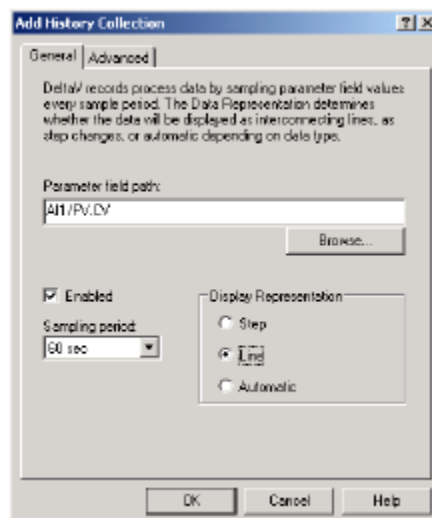 Add History Collection
General Advanced
DeltaV records process data by sampling parameter field values
every sample period. The Data Representation determines
whether the data will be displayed as interconnecting lines, as
step changes, or automatic depending on data type.
Parameter field path:
AI1/PV.CV
Browse...
Enabled
Display Representation
Sampling period:
Step
60 sec
Line
Automatic
OK Cancel Help